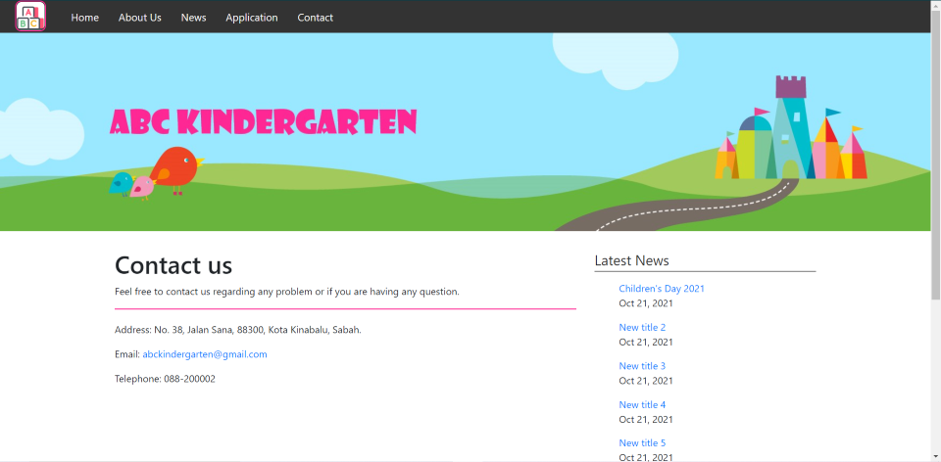 A
B C
Home About Us News Application Contact
ABC KINDERGARTEN
Contact us
Feel free to contact us regarding any problem or if you are having any question.
Address: No. 38, Jalan Sana, 88300, Kota Kinabalu, Sabah.
Email: abckindergarten@gmail.com
Telephone: 088-200002
Latest News
Children's Day 2021
Oct 21, 2021
New title 2
Oct 21, 2021
New title 3
Oct 21, 2021
New title 4
Oct 21, 2021
New title 5
Oct 21, 2021